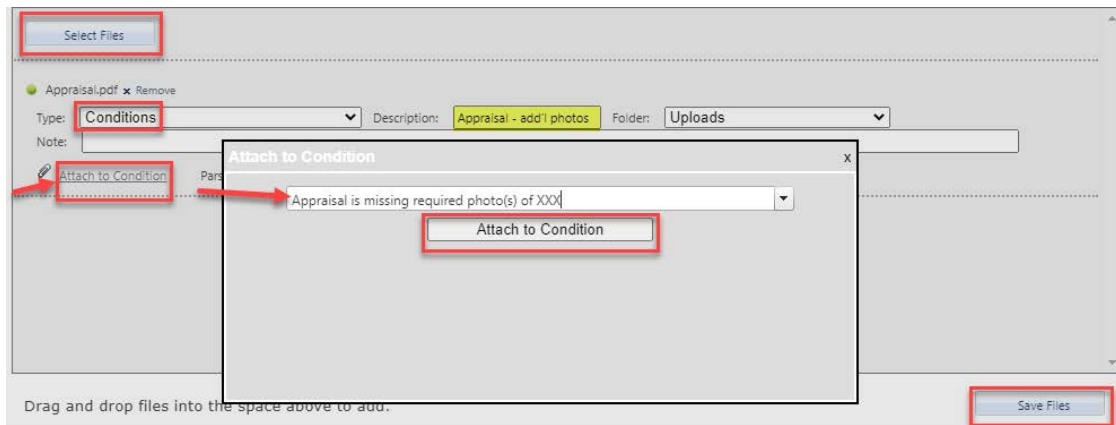 Select Files
Appraisal.pdf x Remove
Type: Conditions Description: Appraisal - add'l photos Folder: Uploads
Note:
Attach to Condition x
Attach to Condition Pars
Appraisal is missing required photo(s) of XXX
Attach to Condition
Drag and drop files into the space above to add.
Save Files